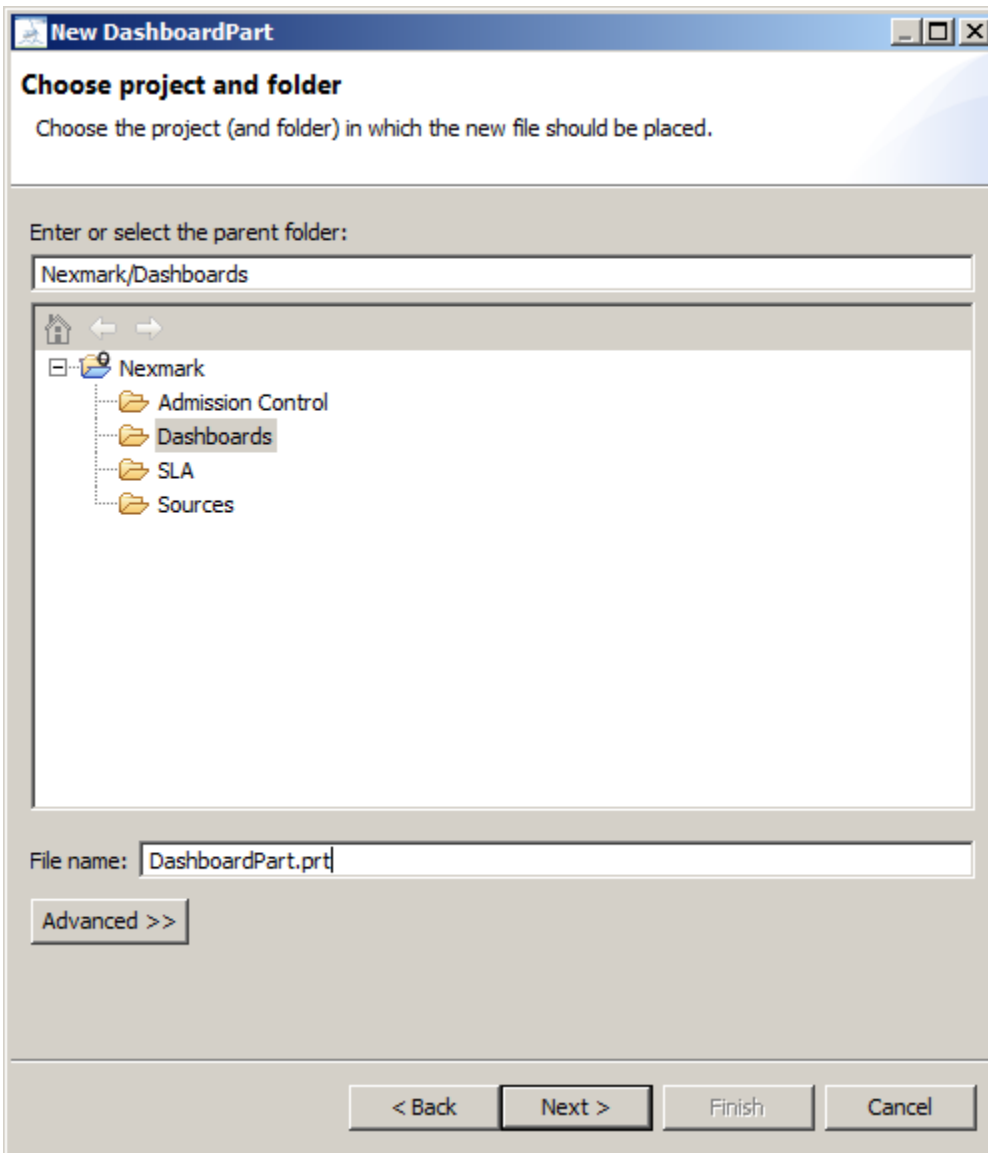 New DashboardPart
Choose project and folder
Choose the project (and folder) in which the new file should be placed.
Enter or select the parent folder:
Nexmark/Dashboards
Nexmark
Admission Control
Dashboards
SLA
Sources
File name: DashboardPart.prt
Advanced >>
< Back Next > Finish Cancel